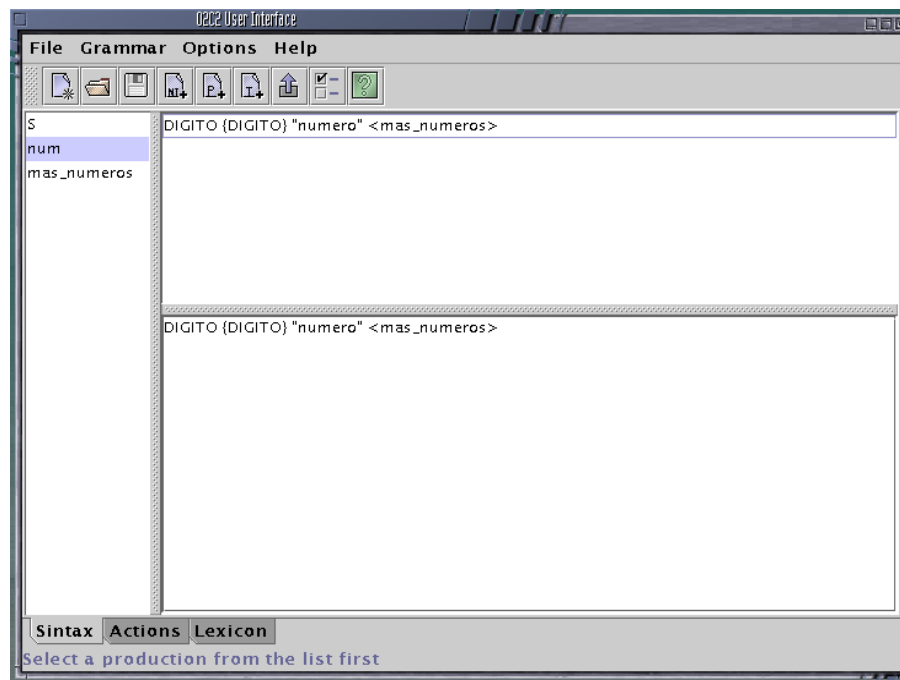 O2C2 User Interface
File Grammar Options Help
NT+ P+ I+ ?
S
num
mas_numeros
DIGITO {DIGITO} "numero" <mas_numeros>
DIGITO {DIGITO} "numero" <mas_numeros>
Sintax Actions Lexicon
Select a production from the list first